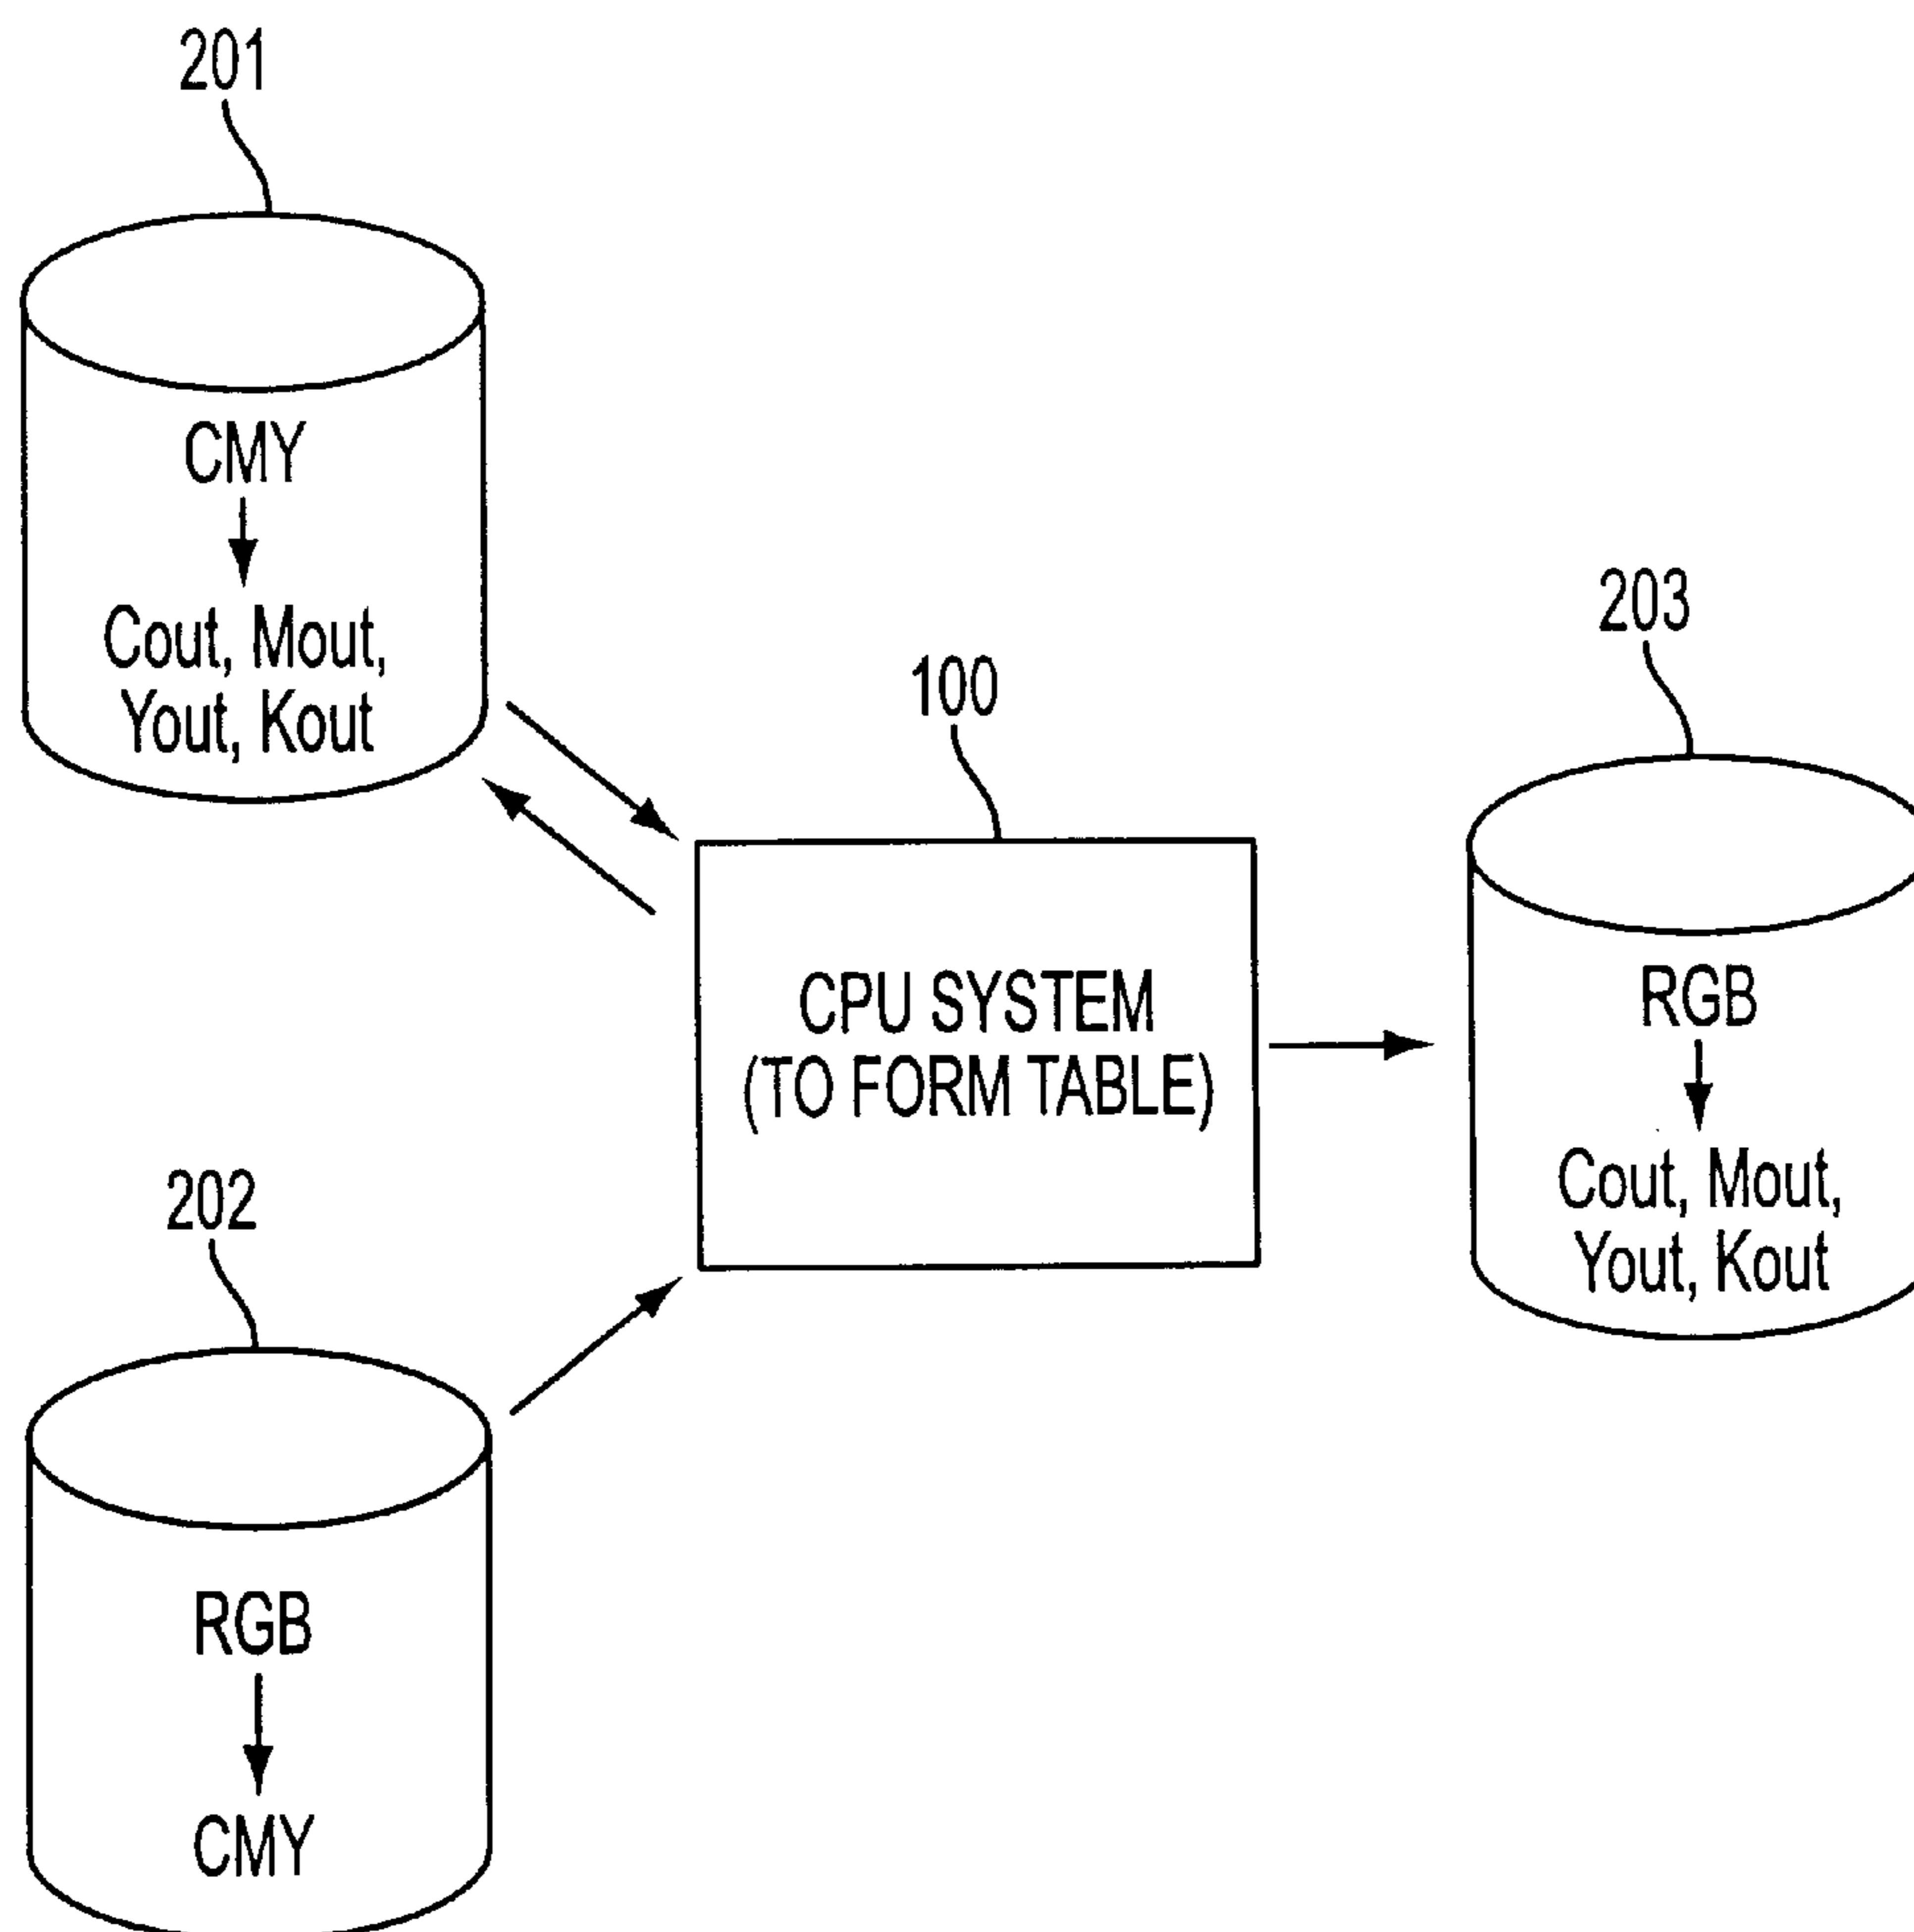 201
CMY
Cout, Mout,
Yout, Kout
100
CPU SYSTEM
(TO FORM TABLE)
203
RGB
Cout, Mout,
Yout, Kout
202
RGB
CMY